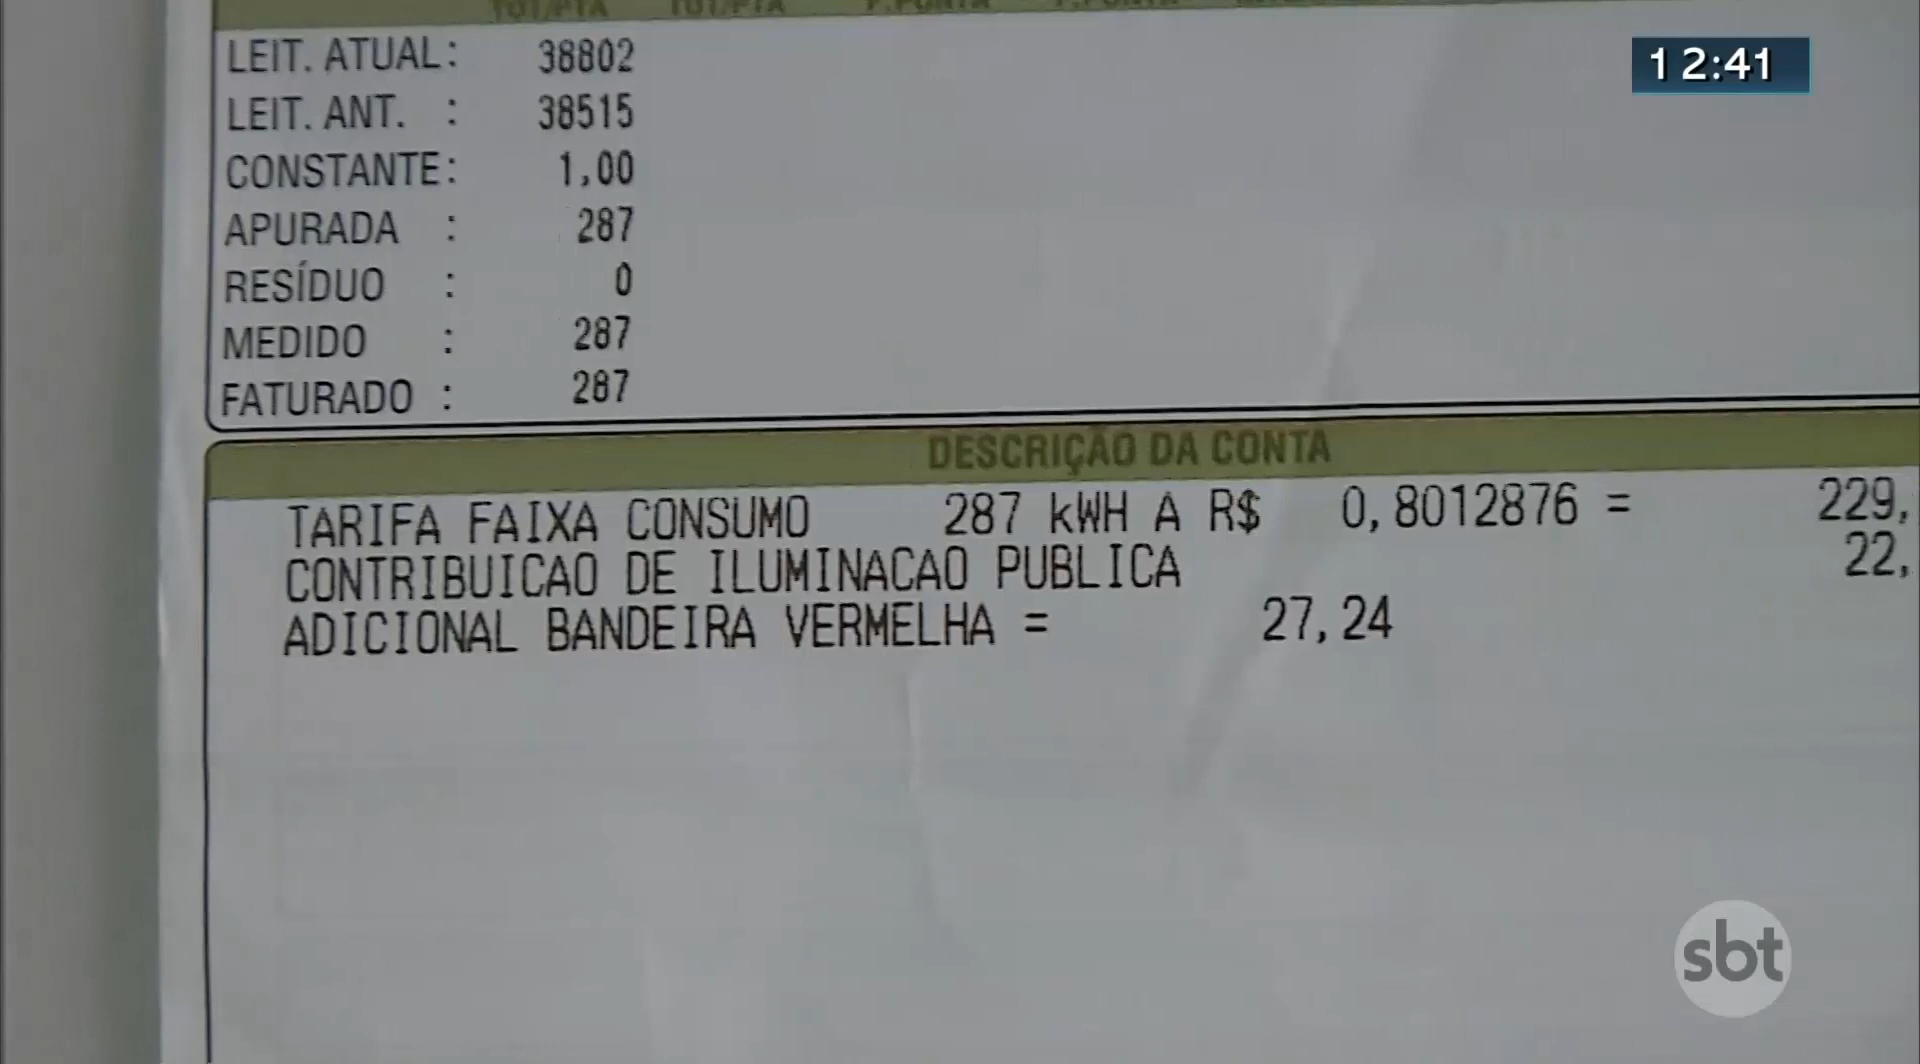 12:41
LEIT. ATUAL: 38802
LEIT. ANT. : 38515
CONSTANTE: 1,00
APURADA : 287
RESÍDUO : 0
MEDIDO : 287
FATURADO : 287
DESCRIÇÃO DA CONTA
TARIFA FAIXA CONSUMO 287 kWH A R$ 0,8012876 = 229,
CONTRIBUICAO DE ILUMINACAO PUBLICA 22,
ADICIONAL BANDEIRA VERMELHA = 27,24
sbt